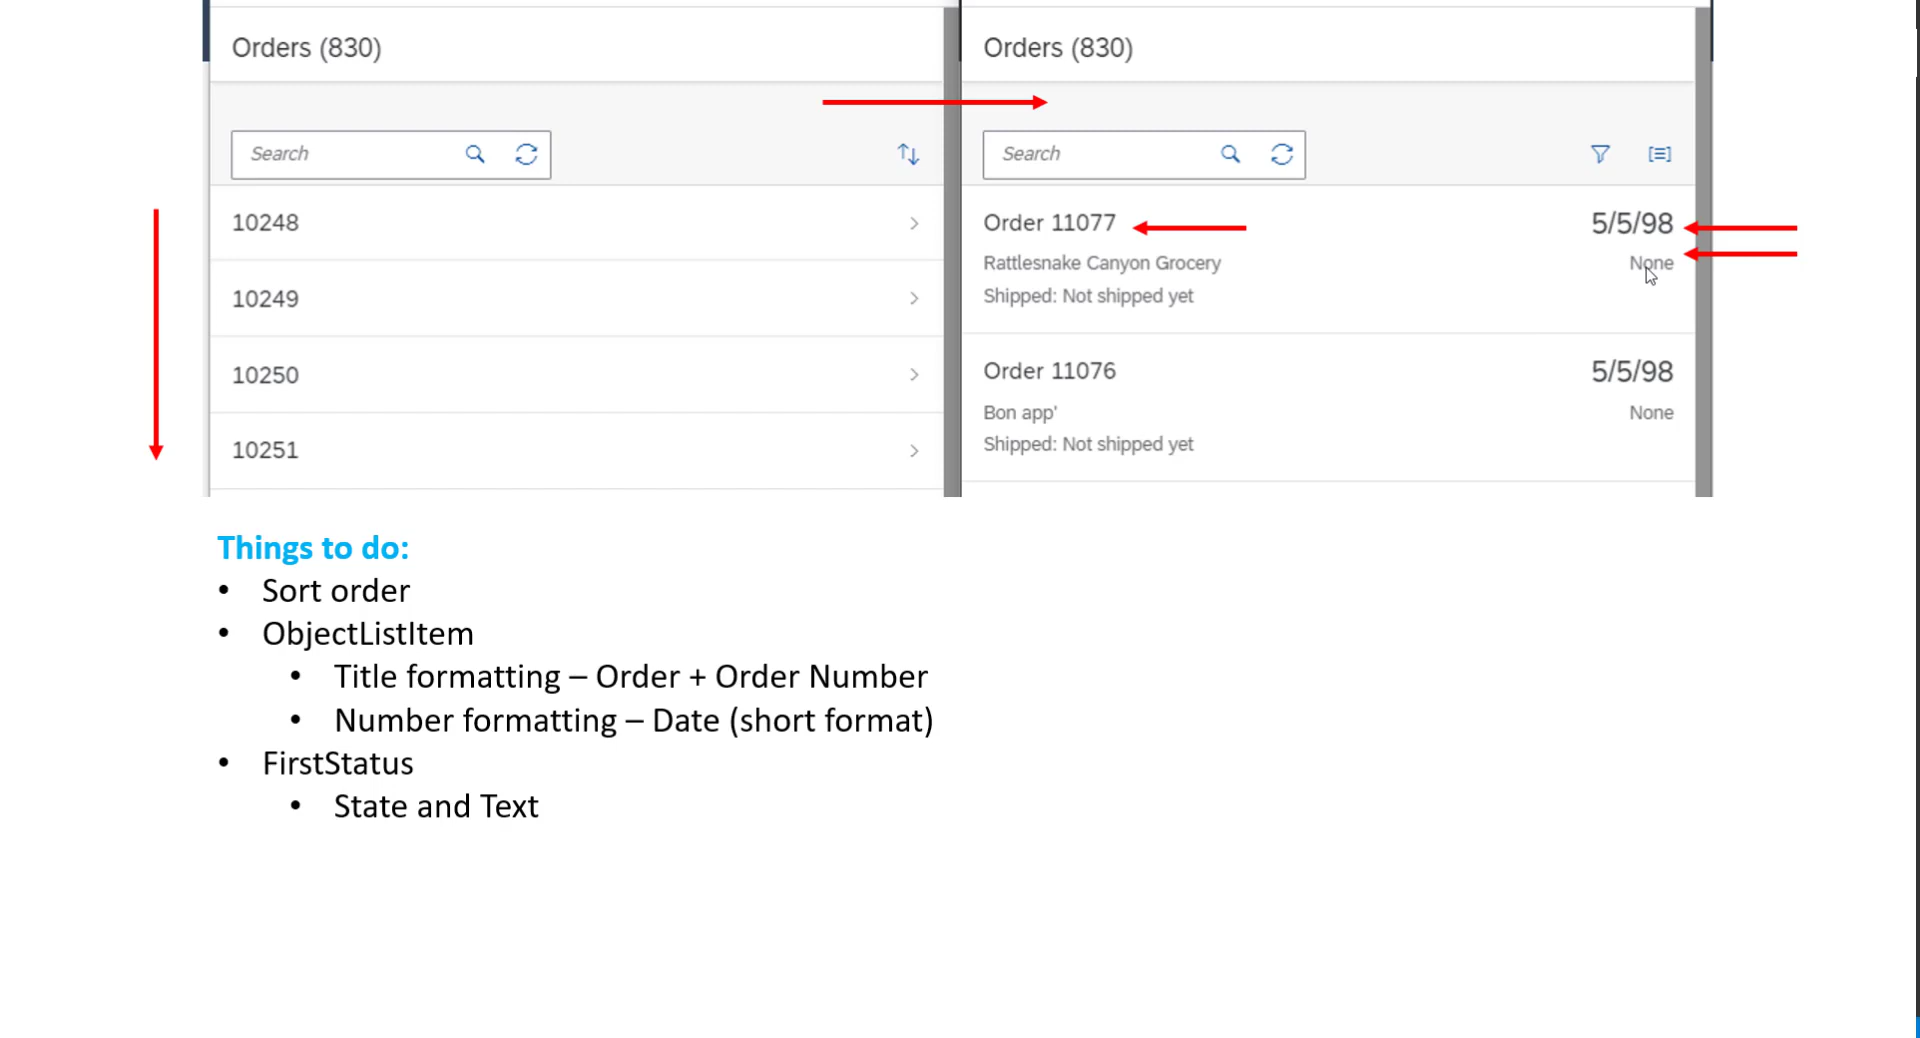 Orders (830)
Search
10248
10249
10250
10251
Orders (830)
Search
Order 11077 5/5/98
Rattlesnake Canyon Grocery None
Shipped: Not shipped yet
Order 11076 5/5/98
Bon app' None
Shipped: Not shipped yet
Things to do:
• Sort order
• ObjectListItem
• Title formatting – Order + Order Number
• Number formatting – Date (short format)
• FirstStatus
• State and Text